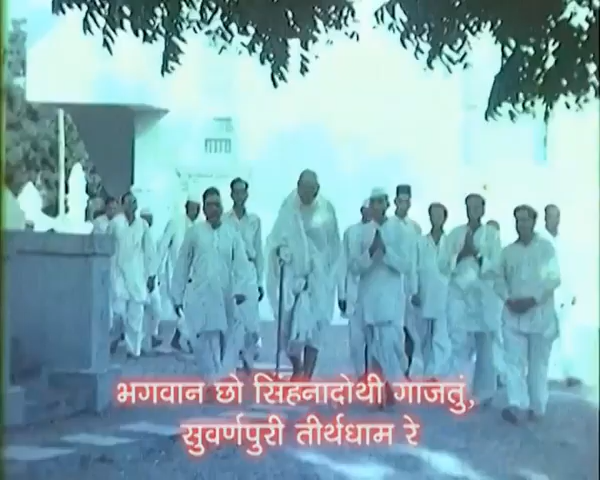 भगवान छो सिंहनादोथी गाजतुं,
सुवर्णपुरी तीर्थधाम रे